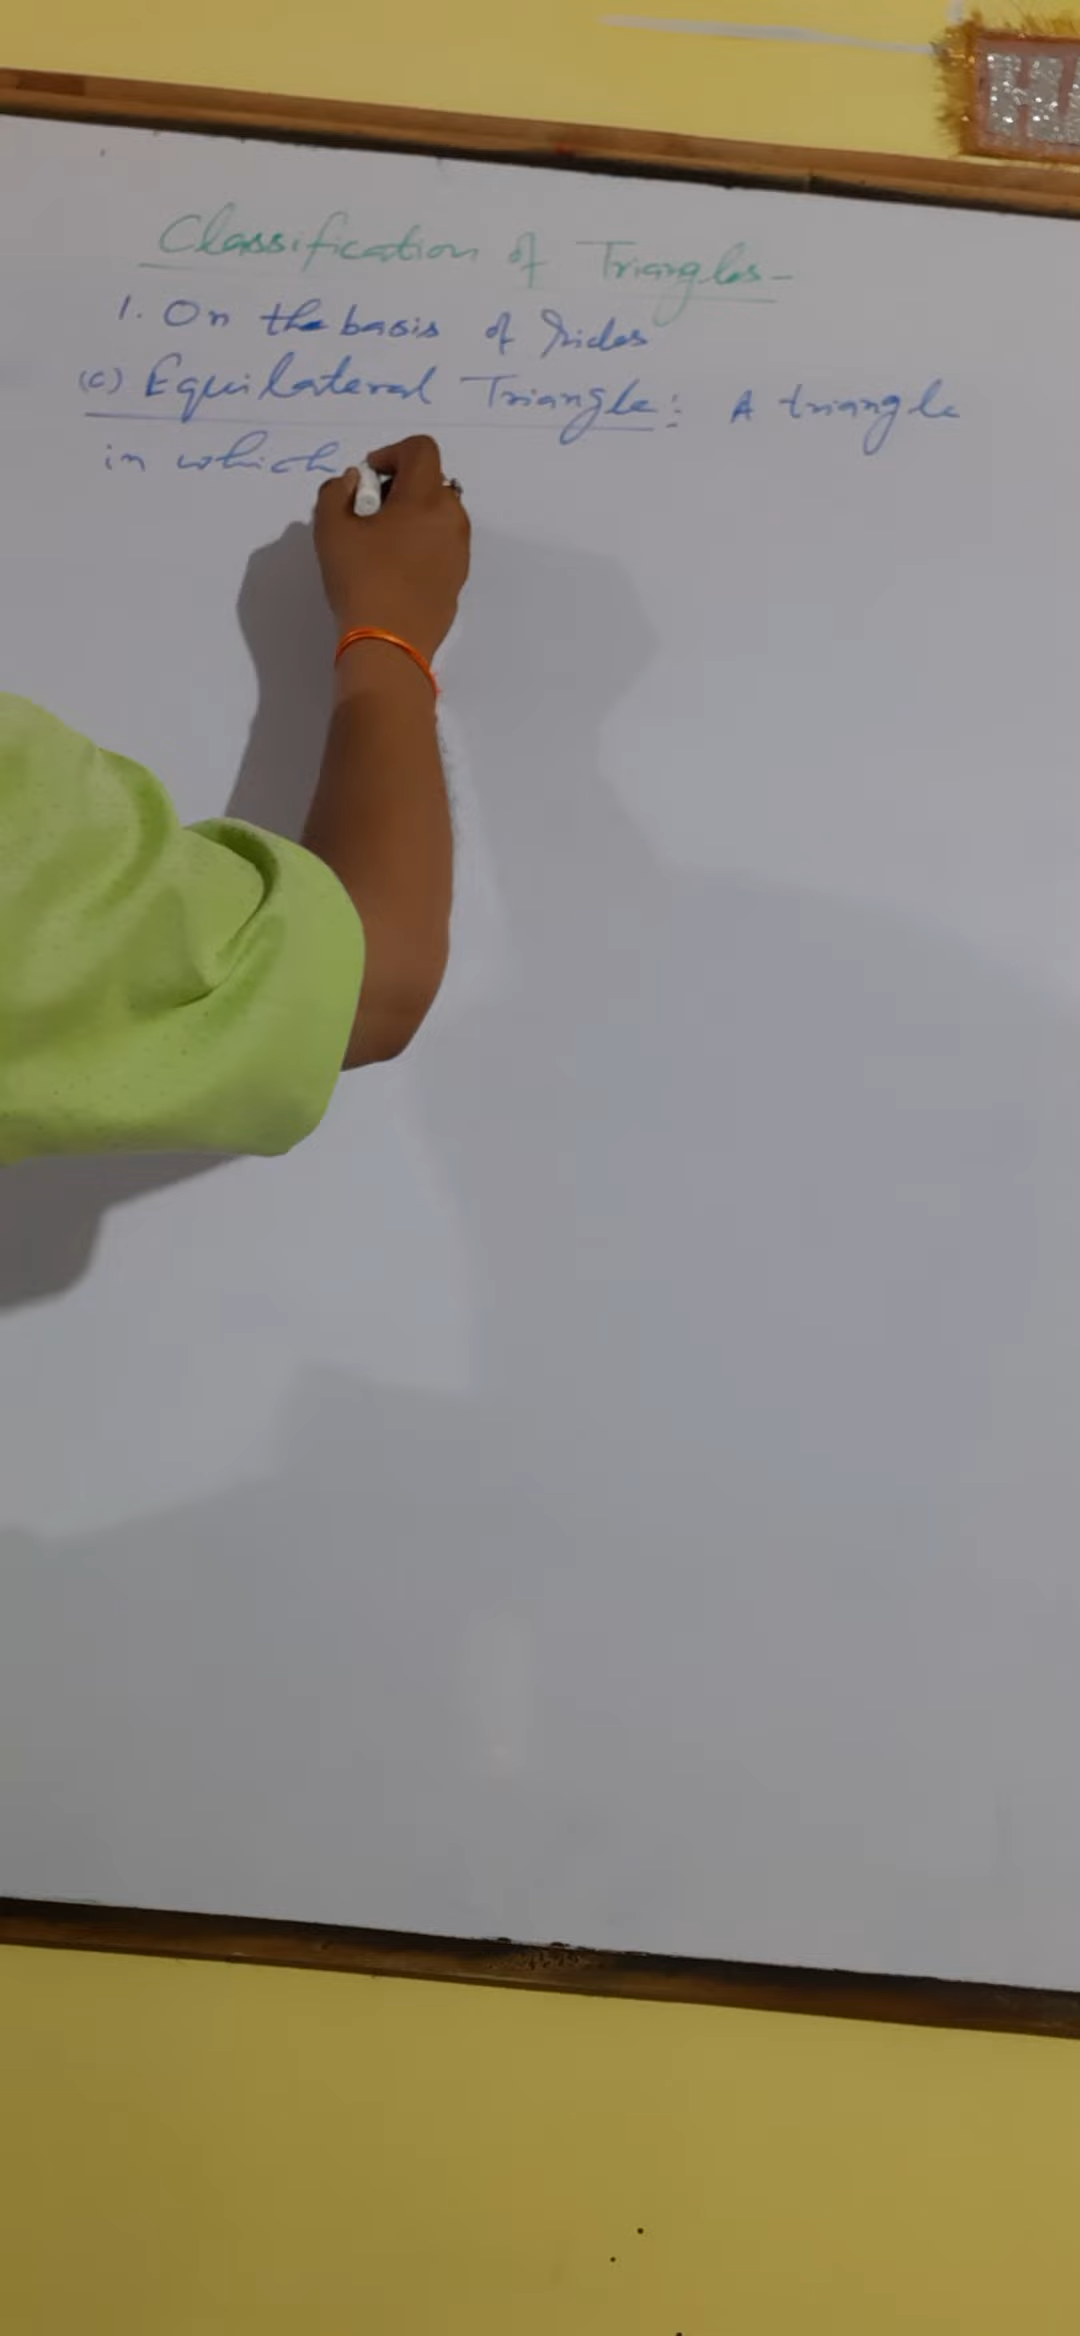 Classification of Triangles-
1. On the basis of sides
(c) Equilateral Triangle: A triangle
in which